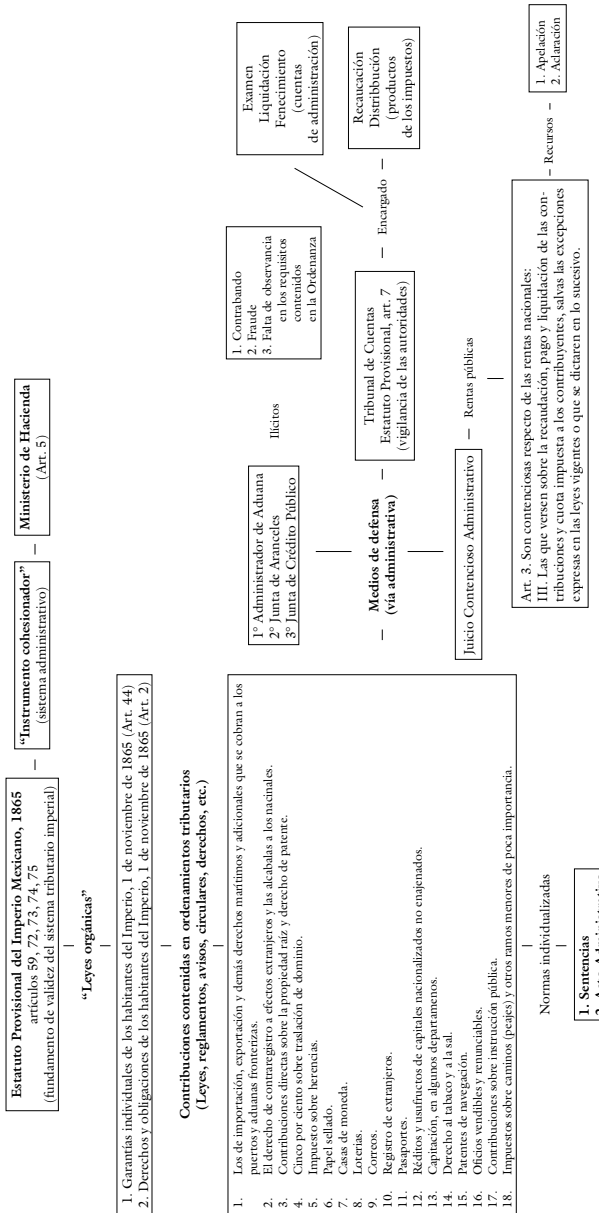 Estatuto Provisional del Imperio Mexicano, 1865
artículos 59, 72, 73, 74, 75
(fundamento de validez del sistema tributario imperial)
“Instrumento cohesionador”
(sistema administrativo)
Ministerio de Hacienda
(Art. 5)
“Leyes orgánicas”
1. Garantías individuales de los habitantes del Imperio, 1 de noviembre de 1865 (Art. 44)
2. Derechos y obligaciones de los habitantes del Imperio, 1 de noviembre de 1865 (Art. 2)
Contribuciones contenidas en ordenamientos tributarios
(Leyes, reglamentos, avisos, circulares, derechos, etc.)
1. Los de importación, exportación y demás derechos marítimos y adicionales que se cobran a los
puertos y aduanas fronterizas.
2. El derecho de contraregistro a efectos extranjeros y las alcabalas a los nacinales.
3. Contribuciones directas sobre la propiedad raíz y derecho de patente.
4. Cinco por ciento sobre traslación de dominio.
5. Impuesto sobre herencias.
6. Papel sellado.
7. Casas de moneda.
8. Loterias.
9. Correos.
10. Registro de extranjeros.
11. Pasaportes.
12. Réditos y usufructos de capitales nacionalizados no enajenados.
13. Capitación, en algunos departamenos.
14. Derecho al tabaco y a la sal.
15. Patentes de navegación.
16. Oficios vendibles y renunciables.
17. Contribuciones sobre instrucción pública.
18. Impuestos sobre caminos (peajes) y otros ramos menores de poca importancia.
Medios de defensa
(vía administrativa)
1° Administrador de Aduana
2° Junta de Aranceles
3° Junta de Crédito Público
Ilícitos
1. Contrabando
2. Fraude
3. Falta de observancia
en los requisitos
contenidos
en la Ordenanza
Tribunal de Cuentas
Estatuto Provisional, art. 7
(vigilancia de las autoridades)
Encargado
Examen
Liquidación
Fenecimiento
(cuentas
de administración)
Recaucación
Distribbución
(productos
de los impuestos)
Juicio Contencioso Administrativo
Rentas públicas
Art. 3. Son contenciosas respecto de las rentas nacionales:
III. Las que versen sobre la recaudación, pago y liquidación de las con-
tribuciones y cuota impuesta a los contribuyentes, salvas las excepciones
expresas en las leyes vigentes o que se dictaren en lo sucesivo.
Recursos
1. Apelación
2. Aclaración
Normas individualizadas
1. Sentencias